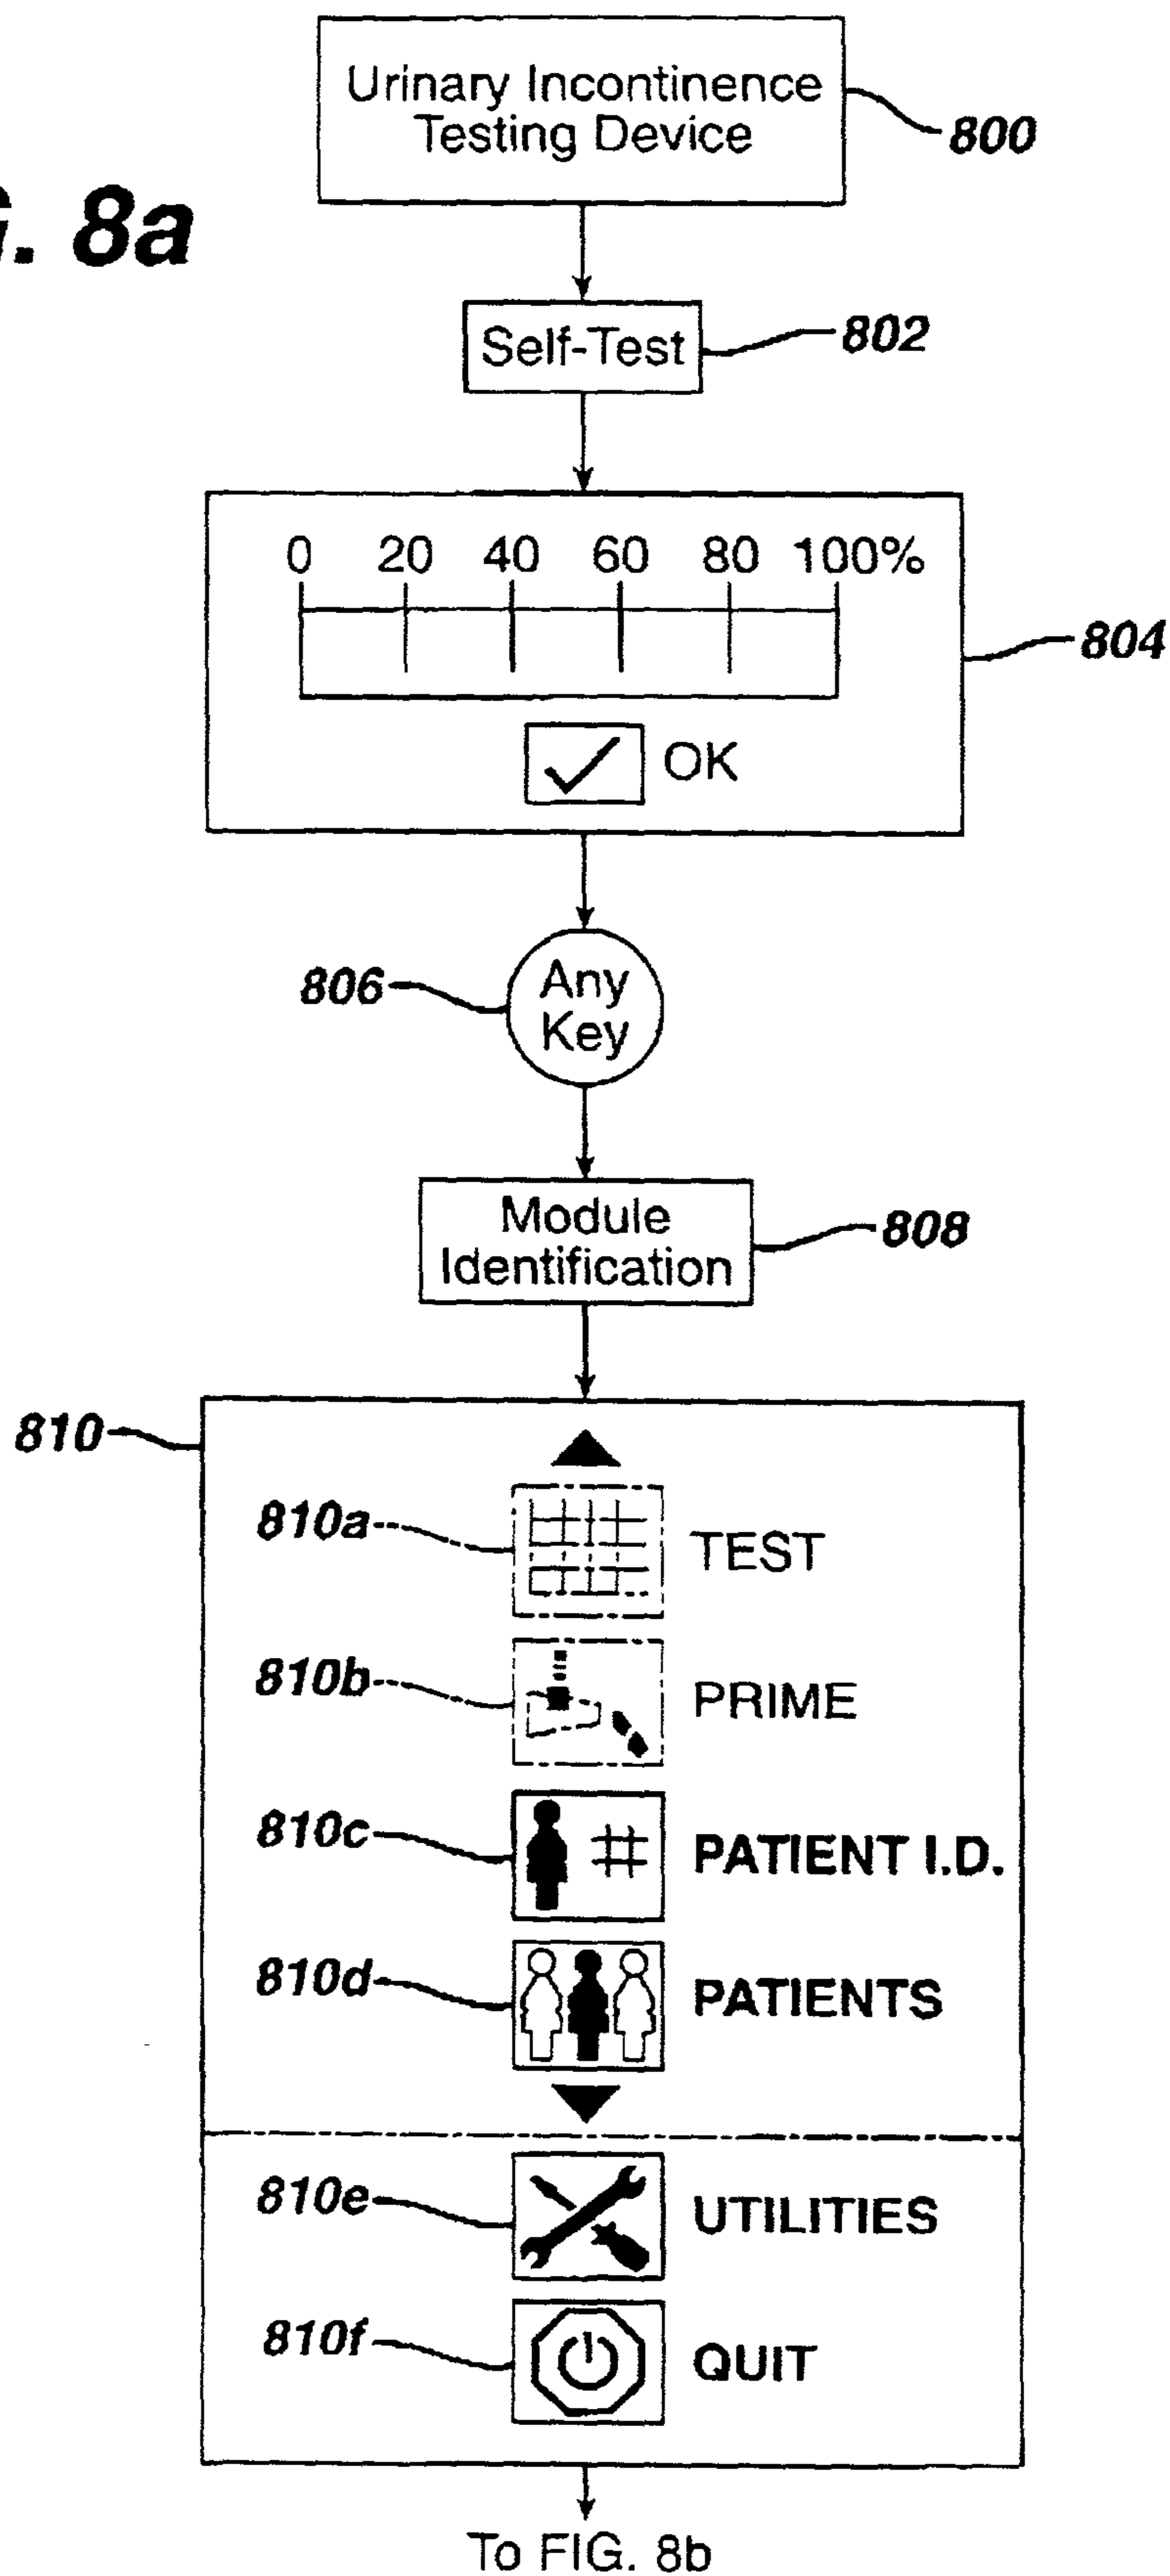 Urinary Incontinence
Testing Device
800
G. 8a
Self-Test
802
0 20 40 60 80 100%
804
OK
806
Any
Key
Module
Identification
808
810
810a
TEST
810b
PRIME
810c
#
PATIENT I.D.
810d
PATIENTS
810e
UTILITIES
810f
QUIT
To FIG. 8b